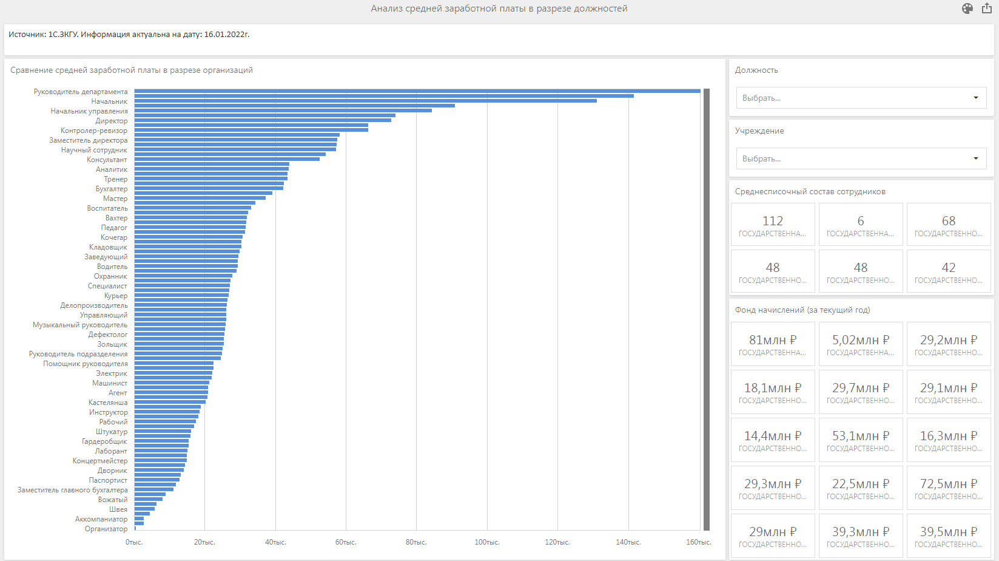 Анализ средней заработной платы в разрезе должностей
Источник: 1С.ЗКГУ. Информация актуальна на дату: 16.01.2022г.
Сравнение средней заработной платы в разрезе организаций
Руководитель департамента
Начальник
Начальник управления
Директор
Контролер-ревизор
Заместитель директора
Научный сотрудник
Консультант
Аналитик
Тренер
Бухгалтер
Мастер
Воспитатель
Вахтер
Педагог
Кочегар
Кладовщик
Заведующий
Водитель
Охранник
Специалист
Курьер
Делопроизводитель
Управляющий
Музыкальный руководитель
Дефектолог
Зольщик
Руководитель подразделения
Помощник руководителя
Электрик
Машинист
Агент
Кастелянша
Инструктор
Рабочий
Штукатур
Гардеробщик
Лаборант
Концертмейстер
Дворник
Паспортист
Заместитель главного бухгалтера
Вожатый
Швея
Аккомпаниатор
Организатор
0тыс. 20тыс. 40тыс. 60тыс. 80тыс. 100тыс. 120тыс. 140тыс. 160тыс.
Должность
Выбрать...
Учреждение
Выбрать...
Среднесписочный состав сотрудников
112 6 68
ГОСУДАРСТВЕННА... ГОСУДАРСТВЕННА... ГОСУДАРСТВЕННО...
48 48 42
ГОСУДАРСТВЕННО... ГОСУДАРСТВЕННО... ГОСУДАРСТВЕННО...
Фонд начислений (за текущий год)
81млн ₽ 5,02млн ₽ 29,2млн ₽
ГОСУДАРСТВЕННА... ГОСУДАРСТВЕННА... ГОСУДАРСТВЕННО...
18,1млн ₽ 29,7млн ₽ 29,1млн ₽
ГОСУДАРСТВЕННО... ГОСУДАРСТВЕННО... ГОСУДАРСТВЕННО...
14,4млн ₽ 53,1млн ₽ 16,3млн ₽
ГОСУДАРСТВЕННО... ГОСУДАРСТВЕННО... ГОСУДАРСТВЕННО...
29,3млн ₽ 22,5млн ₽ 72,5млн ₽
ГОСУДАРСТВЕННО... ГОСУДАРСТВЕННО... ГОСУДАРСТВЕННО...
29млн ₽ 39,3млн ₽ 39,5млн ₽
ГОСУДАРСТВЕННО... ГОСУДАРСТВЕННО... ГОСУДАРСТВЕННО...